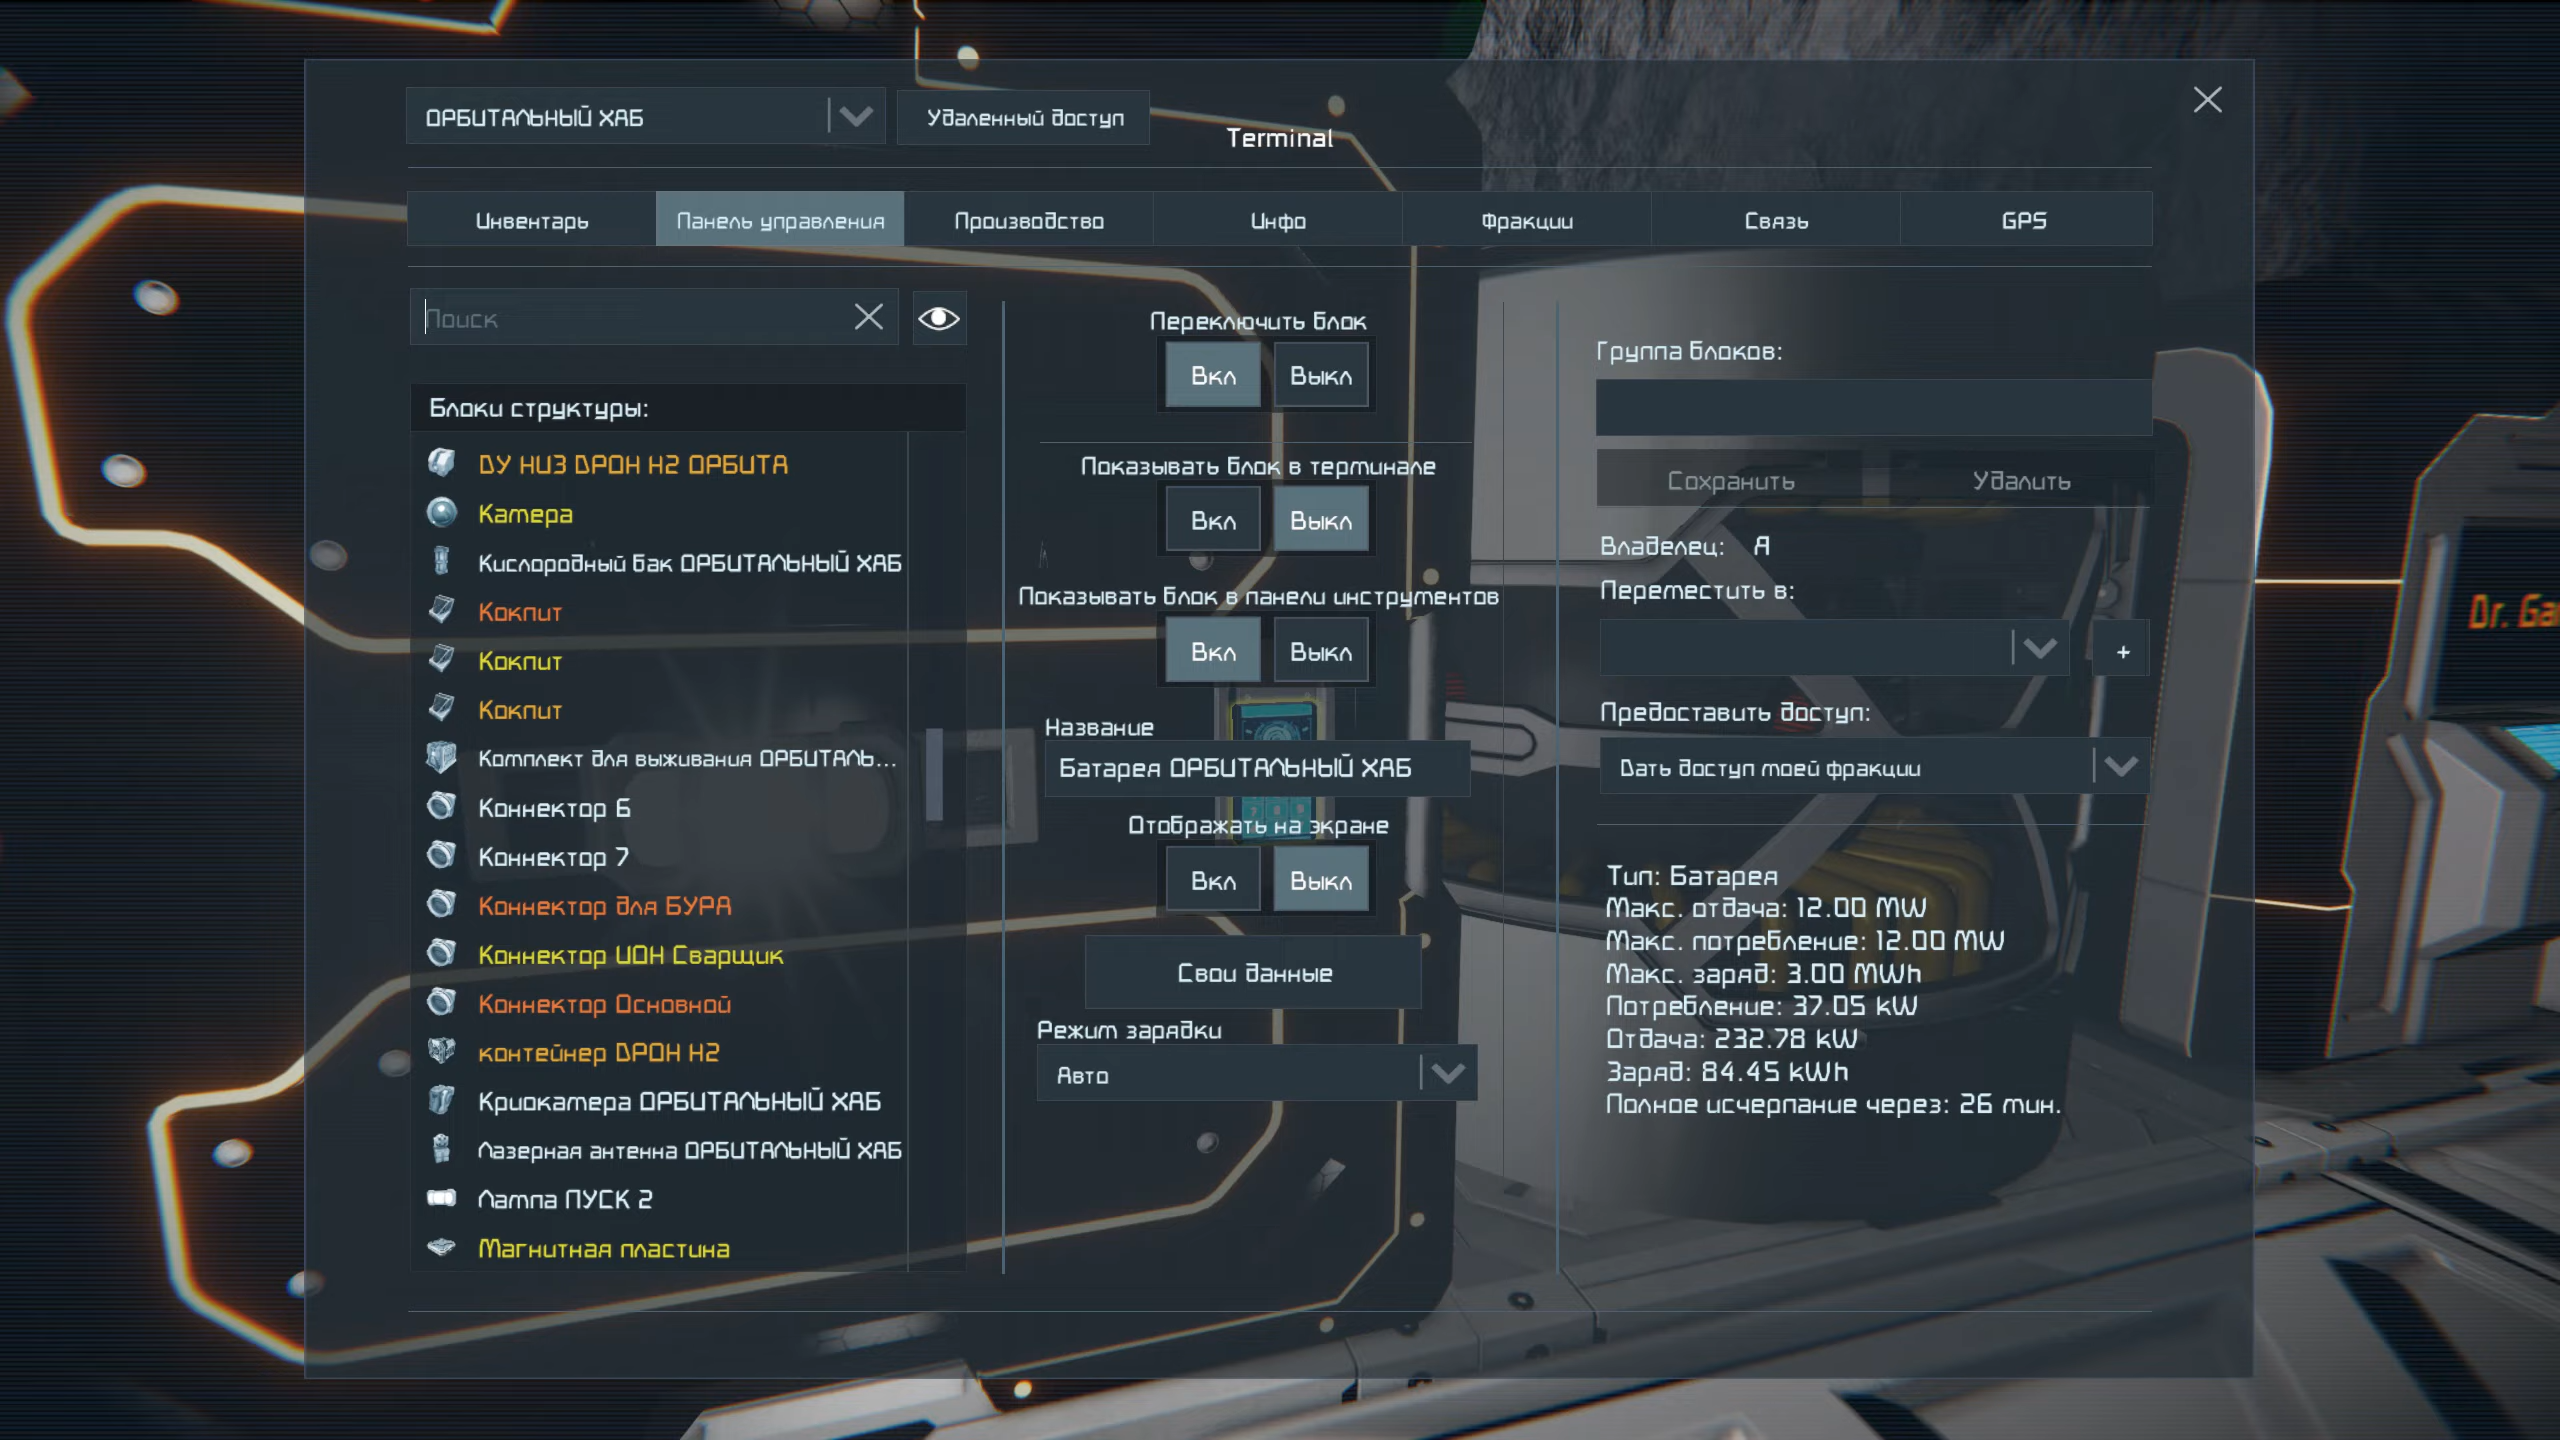 ОРБИТАЛЬНЫЙ ХАБ
Удаленный доступ
Terminal
Инвентарь
Панель управления
Производство
Инфо
Фракции
Связь
GPS
Поиск
Блоки структуры:
ДУ НИЗ DРОН Н2 ОРБИТА
Камера
Кислородный бак ОРБИТАЛЬНЫЙ ХАБ
Кокпит
Кокпит
Кокпит
Комплект для выживания ОРБИТАЛЬ...
Коннектор 6
Коннектор 7
Коннектор для БУРА
Коннектор ИОН Сварщик
Коннектор Основной
контейнер DРОН Н2
Криокамера ОРБИТАЛЬНЫЙ ХАБ
Лазерная антенна ОРБИТАЛЬНЫЙ ХАБ
Лампа ПУСК 2
Магнитная пластина
Переключить блок
Вкл Выкл
Показывать блок в терминале
Вкл Выкл
Показывать блок в панели инструментов
Вкл Выкл
Название
Батарея ОРБИТАЛЬНЫЙ ХАБ
Отображать на экране
Вкл Выкл
Свои данные
Режим зарядки
Авто
Группа блоков:
Сохранить
Удалить
Владелец: A
Переместить в:
+
Предоставить доступ:
Дать доступ моей фракции
Тип: Батарея
Макс. отдача: 12.00 MW
Макс. потребление: 12.00 MW
Макс. заряд: 3.00 MWh
Потребление: 37.05 kW
Отдача: 232.78 kW
Заряд: 84.45 kWh
Полное исчерпание через: 26 мин.
Dr.